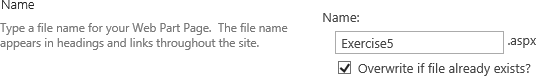 Name
Type a file name for your Web Part Page. The file name
appears in headings and links throughout the site.
Name:
Exercise5 .aspx
Overwrite if file already exists?